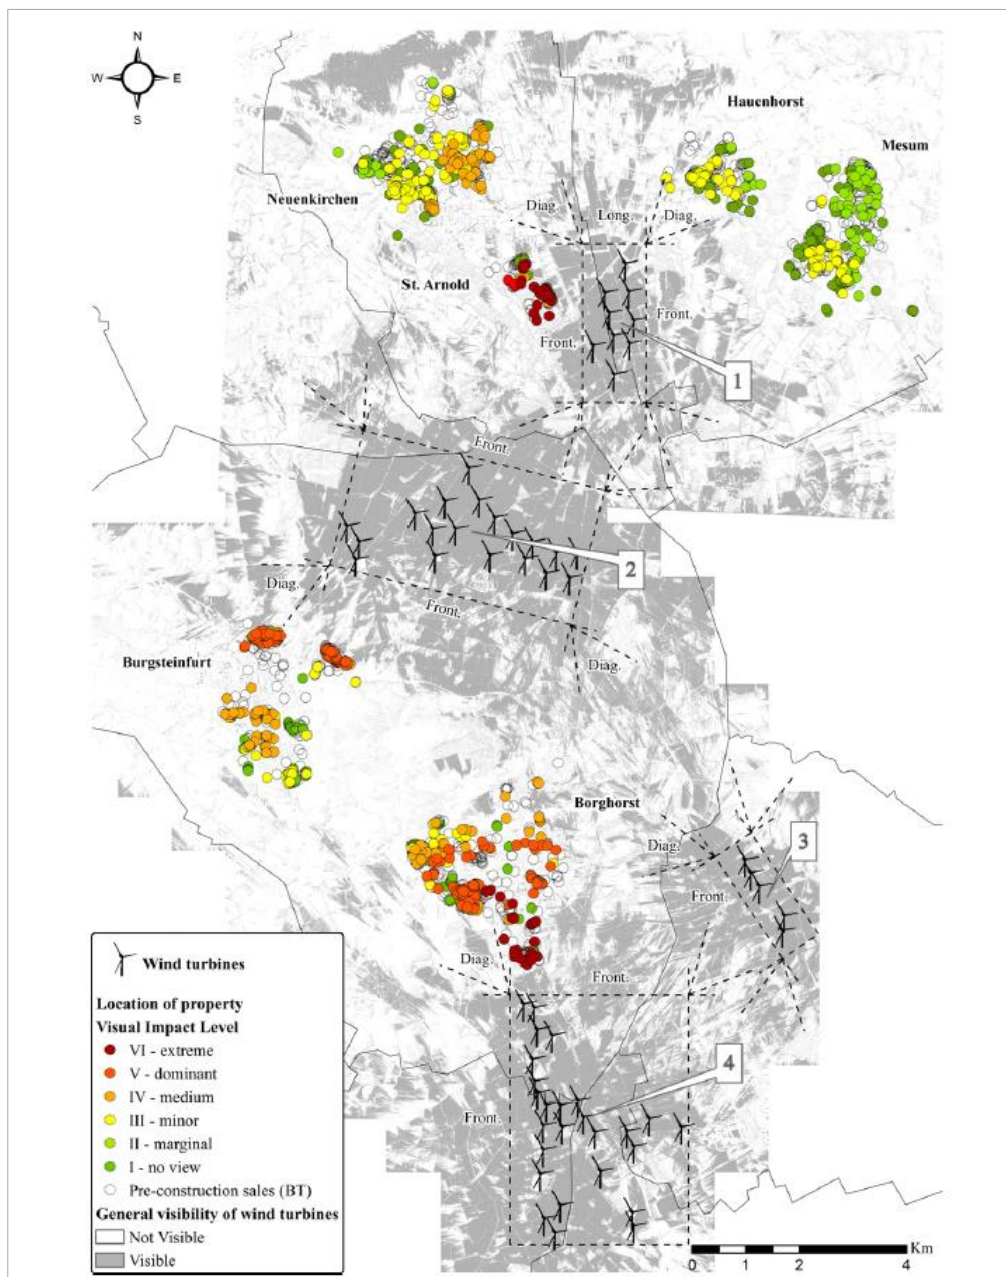 N
W E
S
Hauenhorst
Mesum
Neuenkirchen
Diag.
Long.
Diag.
St. Arnold
Front.
Front.
1
Front.
2
Diag.
Front.
Burgsteinfurt
Diag.
Borghorst
3
Diag.
Front.
Diag.
Front.
4
Front.
Wind turbines
Location of property
Visual Impact Level
VI - extreme
V - dominant
IV - medium
III - minor
II - marginal
I - no view
Pre-construction sales (BT)
General visibility of wind turbines
Not Visible
Visible
Km
0 1 2 4